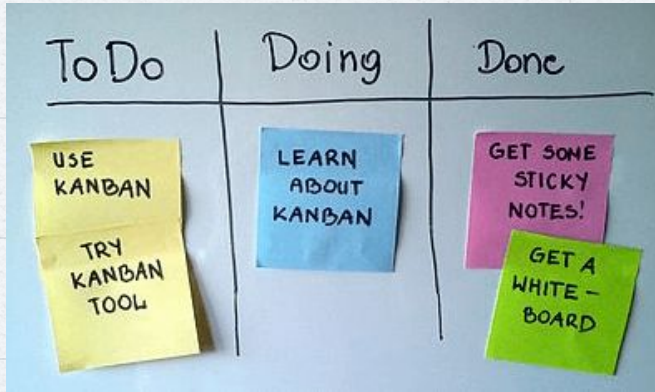 To Do
Doing
Done
USE
KANBAN
TRY
KANBAN
TOOL
LEARN
ABOUT
KANBAN
GET SOME
STICKY
NOTES!
GET A
WHITE-
BOARD